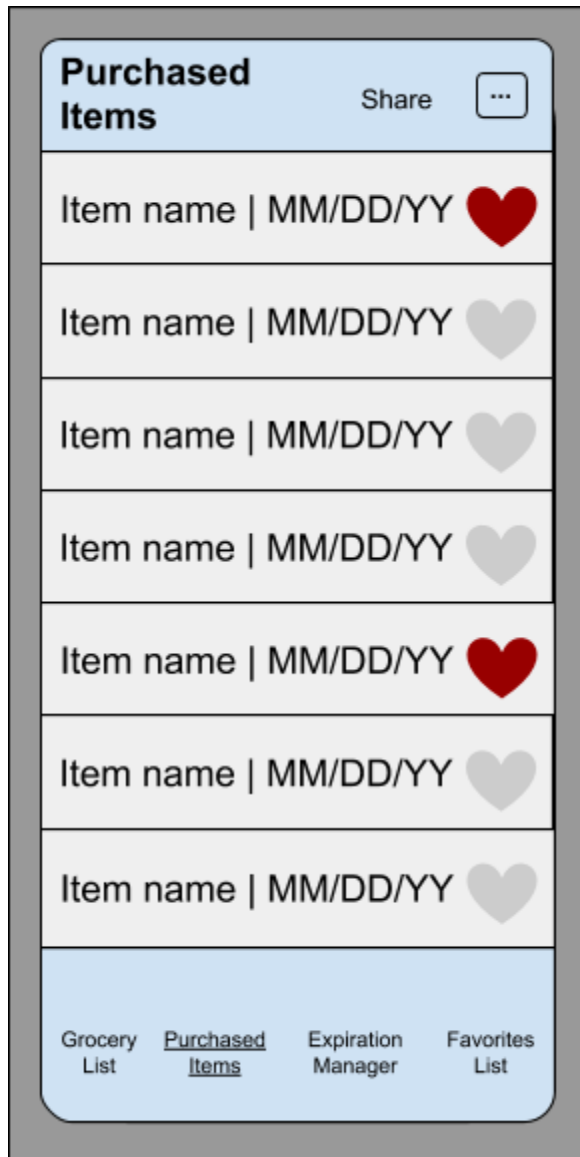 Purchased
Items
Share
...
Item name | MM/DD/YY
Item name | MM/DD/YY
Item name | MM/DD/YY
Item name | MM/DD/YY
Item name | MM/DD/YY
Item name | MM/DD/YY
Item name | MM/DD/YY
Grocery
List
Purchased
Items
Expiration
Manager
Favorites
List